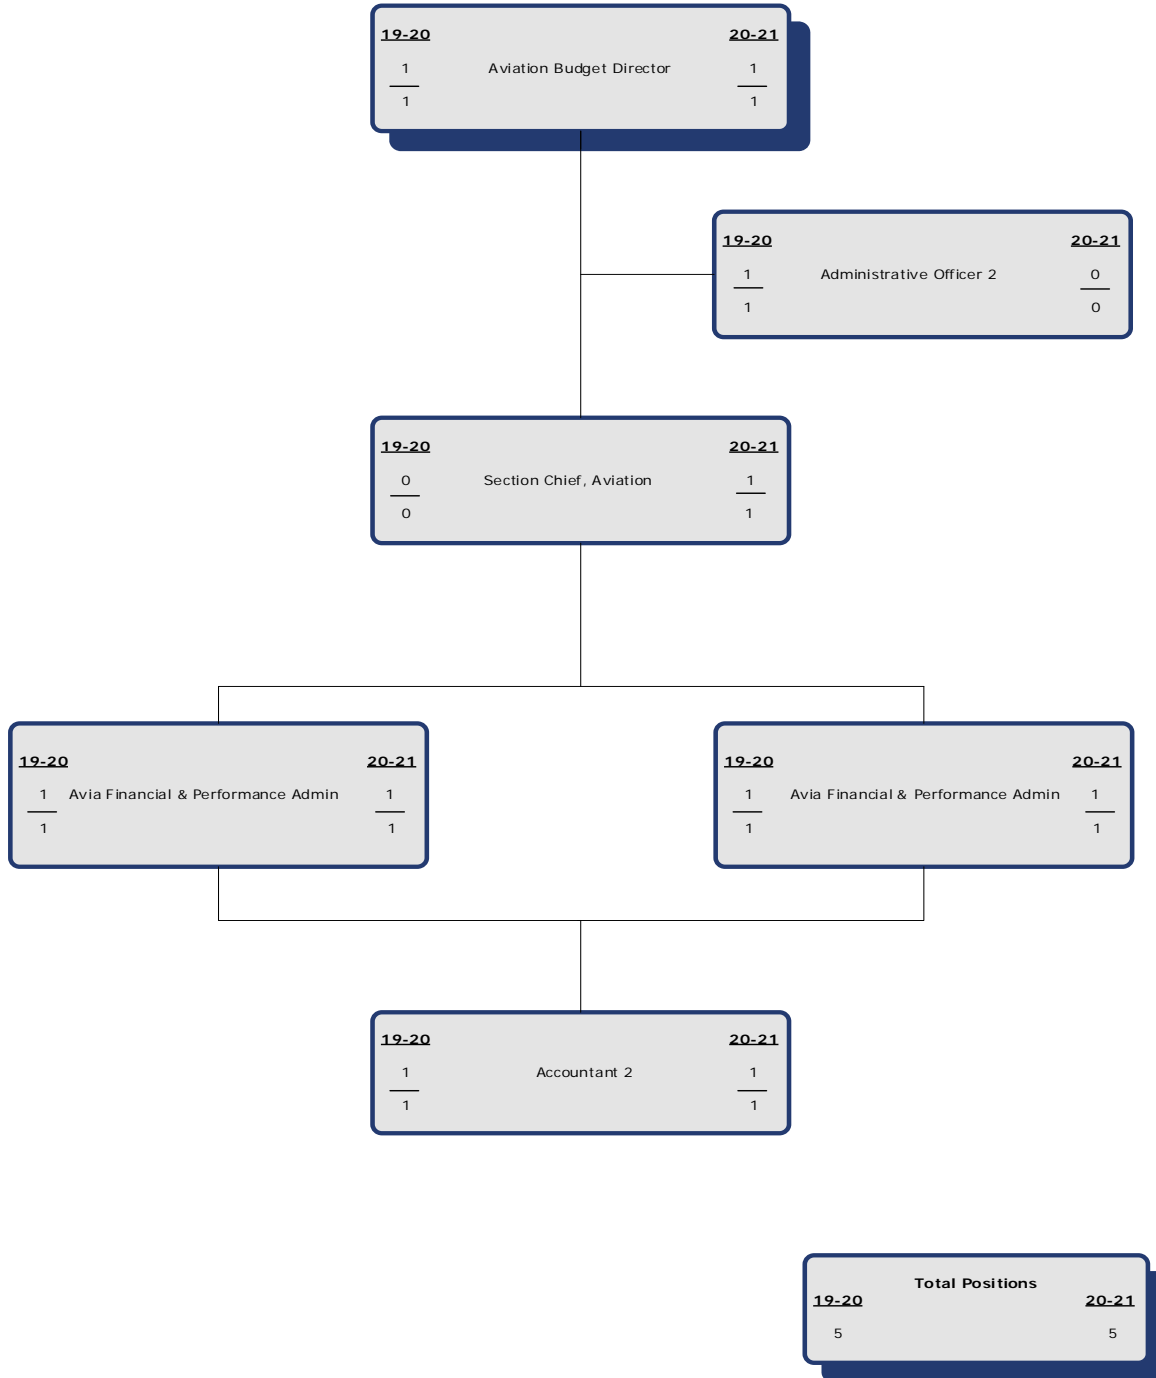 19-20 20-21
1 Aviation Budget Director 1
1 1
19-20 20-21
1 Administrative Officer 2 0
1 0
19-20 20-21
0 Section Chief, Aviation 1
0 1
19-20 20-21
1 Avia Financial & Performance Admin 1
1 1
19-20 20-21
1 Avia Financial & Performance Admin 1
1 1
19-20 20-21
1 Accountant 2 1
1 1
Total Positions
19-20 20-21
5 5